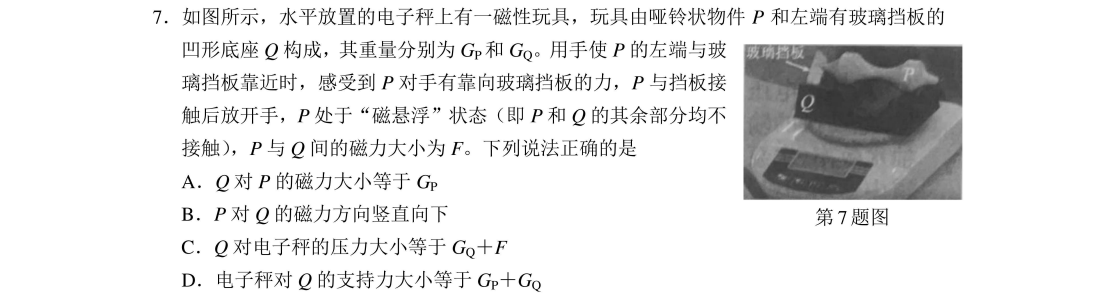 7．如图所示，水平放置的电子秤上有一磁性玩具，玩具由哑铃状物件 P 和左端有玻璃挡板的
凹形底座 Q 构成，其重量分别为 GP 和 GQ。用手使 P 的左端与玻
璃挡板靠近时，感受到 P 对手有靠向玻璃挡板的力，P 与挡板接
触后放开手，P 处于“磁悬浮”状态（即 P 和 Q 的其余部分均不
接触），P 与 Q 间的磁力大小为 F。下列说法正确的是
A．Q 对 P 的磁力大小等于 GP
B．P 对 Q 的磁力方向竖直向下
C．Q 对电子秤的压力大小等于 GQ＋F
D．电子秤对 Q 的支持力大小等于 GP＋GQ
玻璃挡板
P
Q
第 7 题图